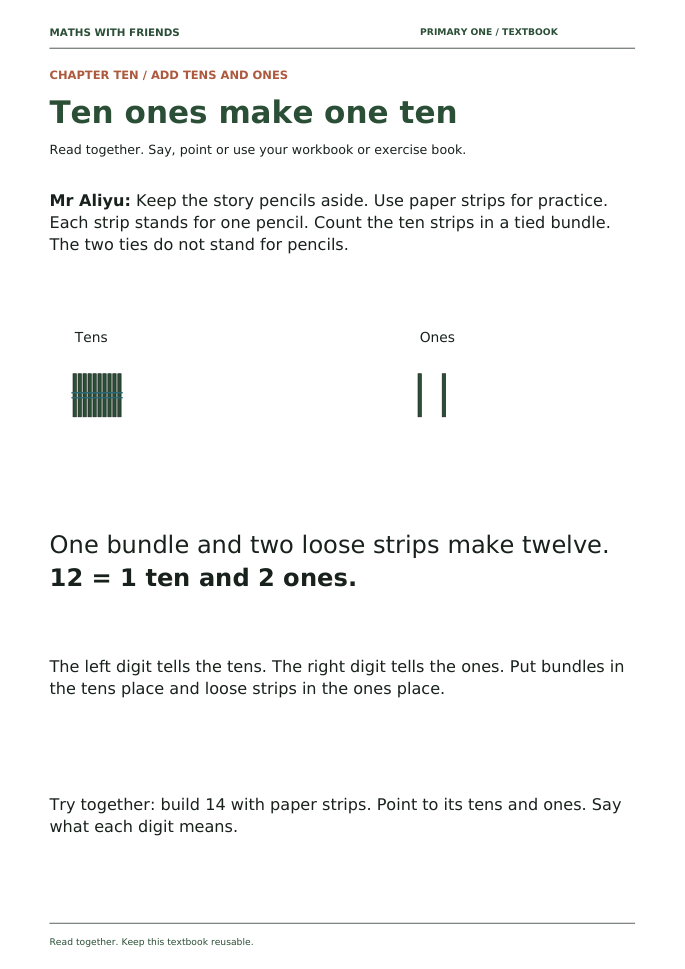 MATHS WITH FRIENDS
PRIMARY ONE / TEXTBOOK
CHAPTER TEN / ADD TENS AND ONES
Ten ones make one ten
Read together. Say, point or use your workbook or exercise book.
Mr Aliyu: Keep the story pencils aside. Use paper strips for practice.
Each strip stands for one pencil. Count the ten strips in a tied bundle.
The two ties do not stand for pencils.
Tens
Ones
One bundle and two loose strips make twelve.
12 = 1 ten and 2 ones.
The left digit tells the tens. The right digit tells the ones. Put bundles in
the tens place and loose strips in the ones place.
Try together: build 14 with paper strips. Point to its tens and ones. Say
what each digit means.
Read together. Keep this textbook reusable.